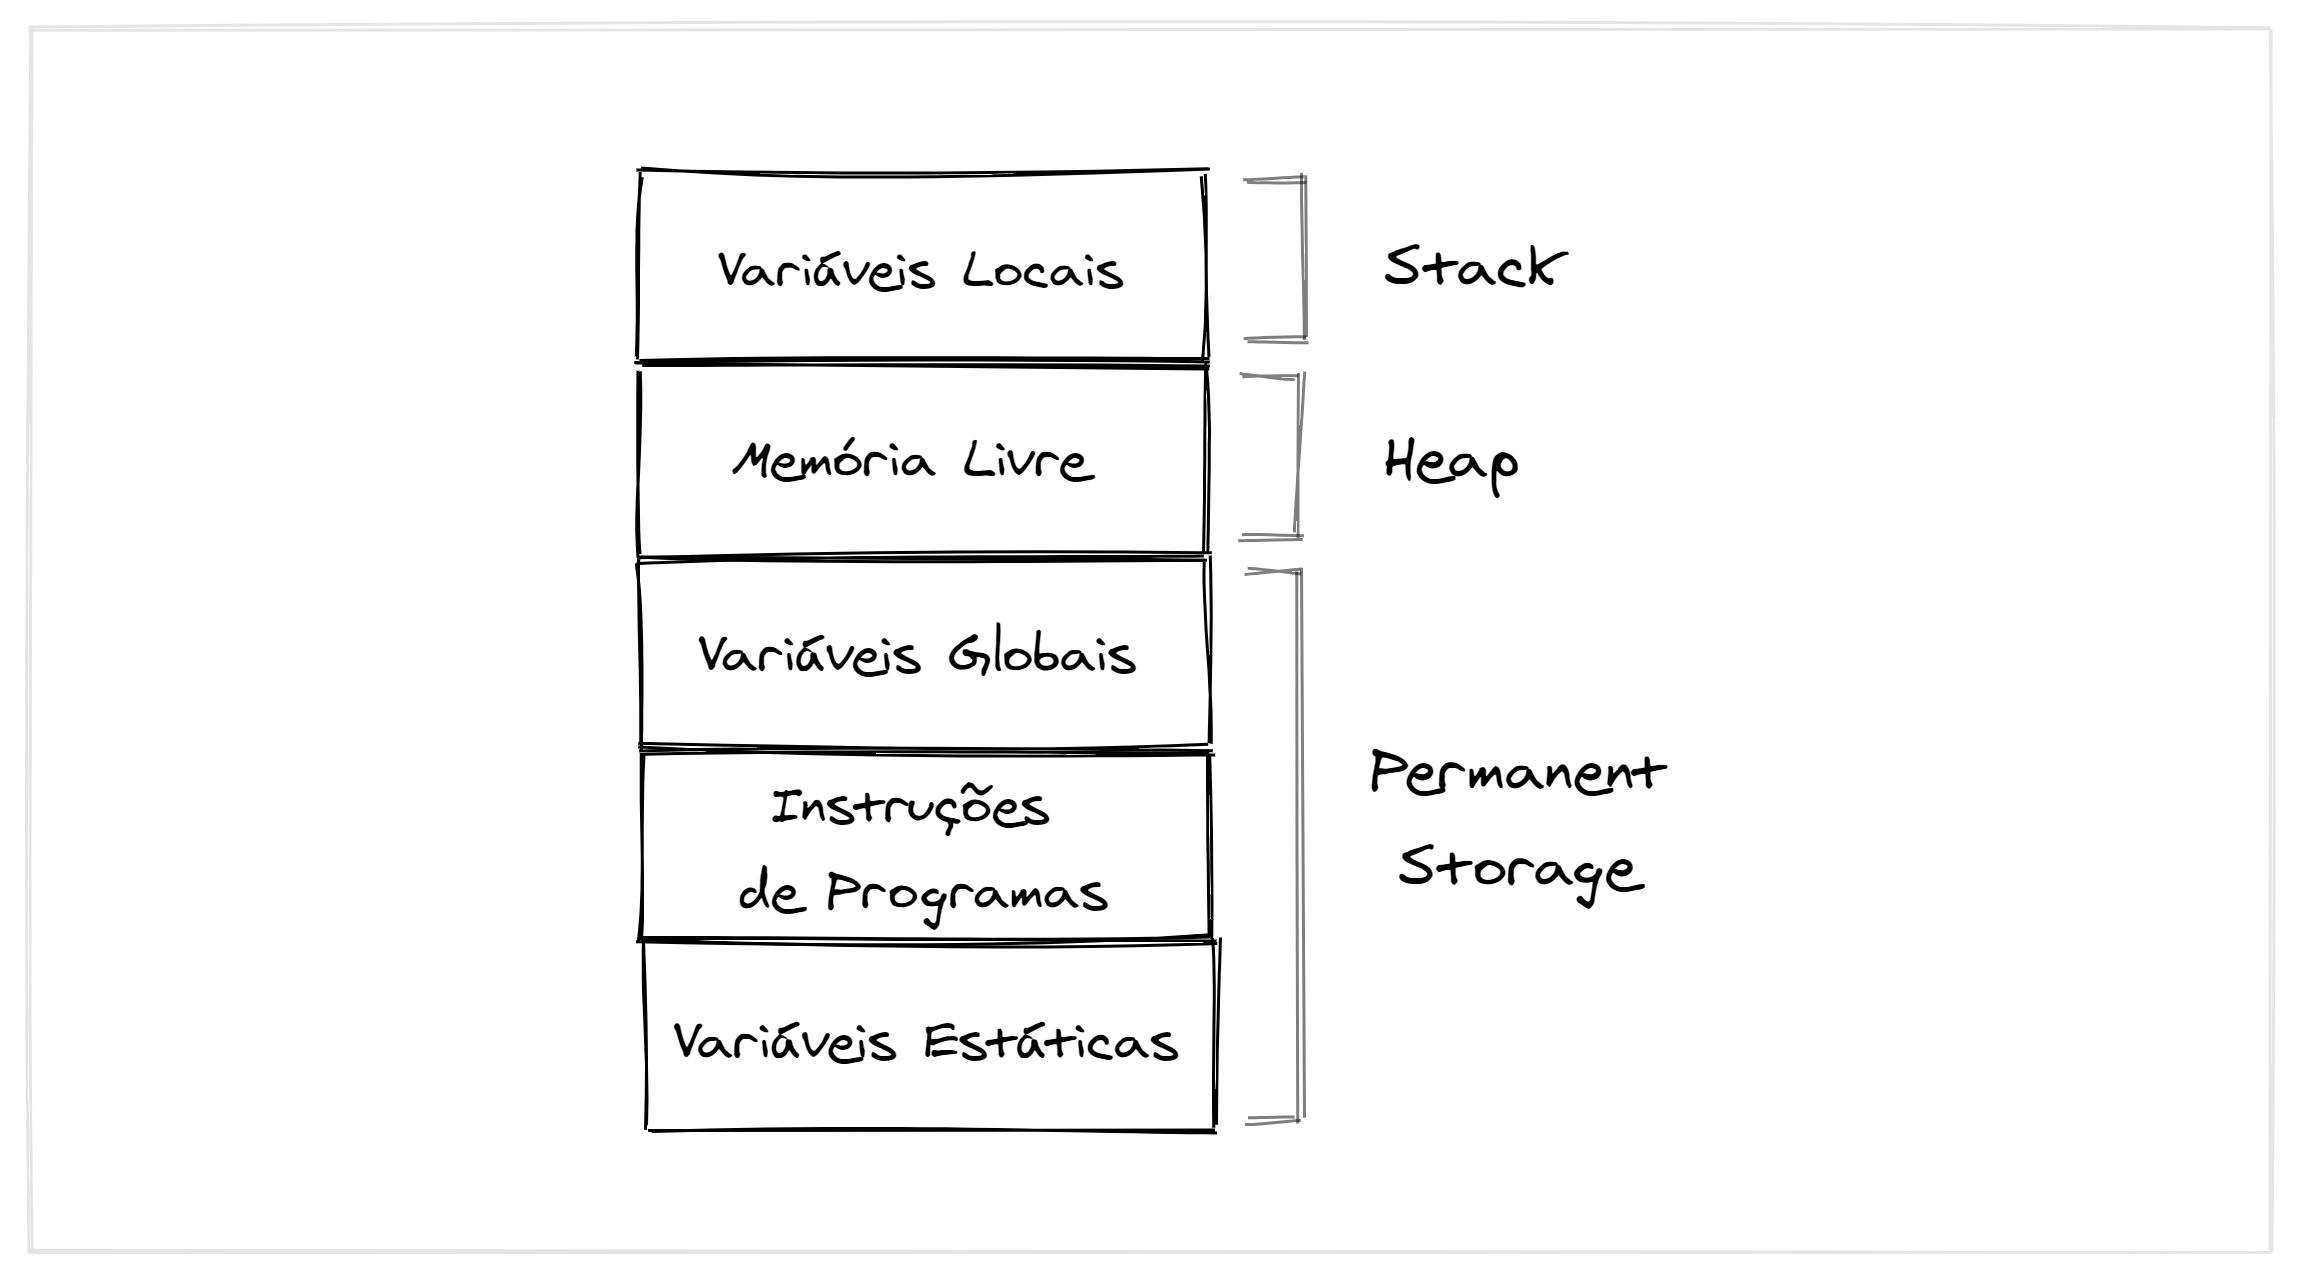 Variáveis Locais
Stack
Memória Livre
Heap
Variáveis Globais
Instruções
de Programas
Permanent
Storage
Variáveis Estáticas